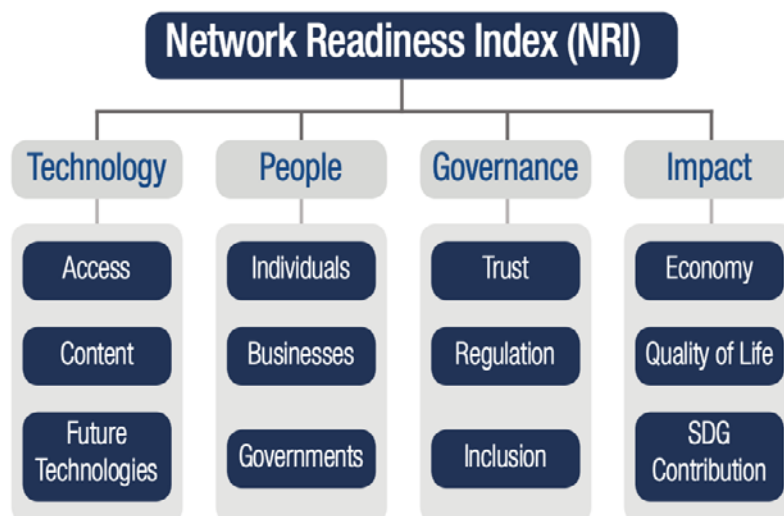 Network Readiness Index (NRI)
Technology
People
Governance
Impact
Access
Individuals
Trust
Economy
Content
Businesses
Regulation
Quality of Life
Future
Technologies
Governments
Inclusion
SDG
Contribution